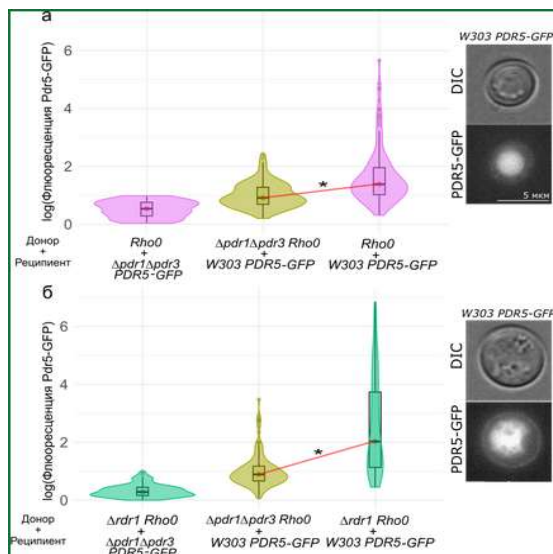 а
W303 PDR5-GFP
log(Флюоресценция Pdr5-GFP)
6
4
2
0
*
DIC
PDR5-GFP
5 мкм
Донор
+
Реципиент
Rho0
+
Δpdr1Δpdr3
PDR5-GFP
Δpdr1Δpdr3 Rho0
+
W303 PDR5-GFP
Rho0
+
W303 PDR5-GFP
б
W303 PDR5-GFP
log(Флюоресценция Pdr5-GFP)
6
4
2
0
*
DIC
PDR5-GFP
Донор
+
Реципиент
Δrdr1 Rho0
+
Δpdr1Δpdr3
PDR5-GFP
Δpdr1Δpdr3 Rho0
+
W303 PDR5-GFP
Δrdr1 Rho0
+
W303 PDR5-GFP